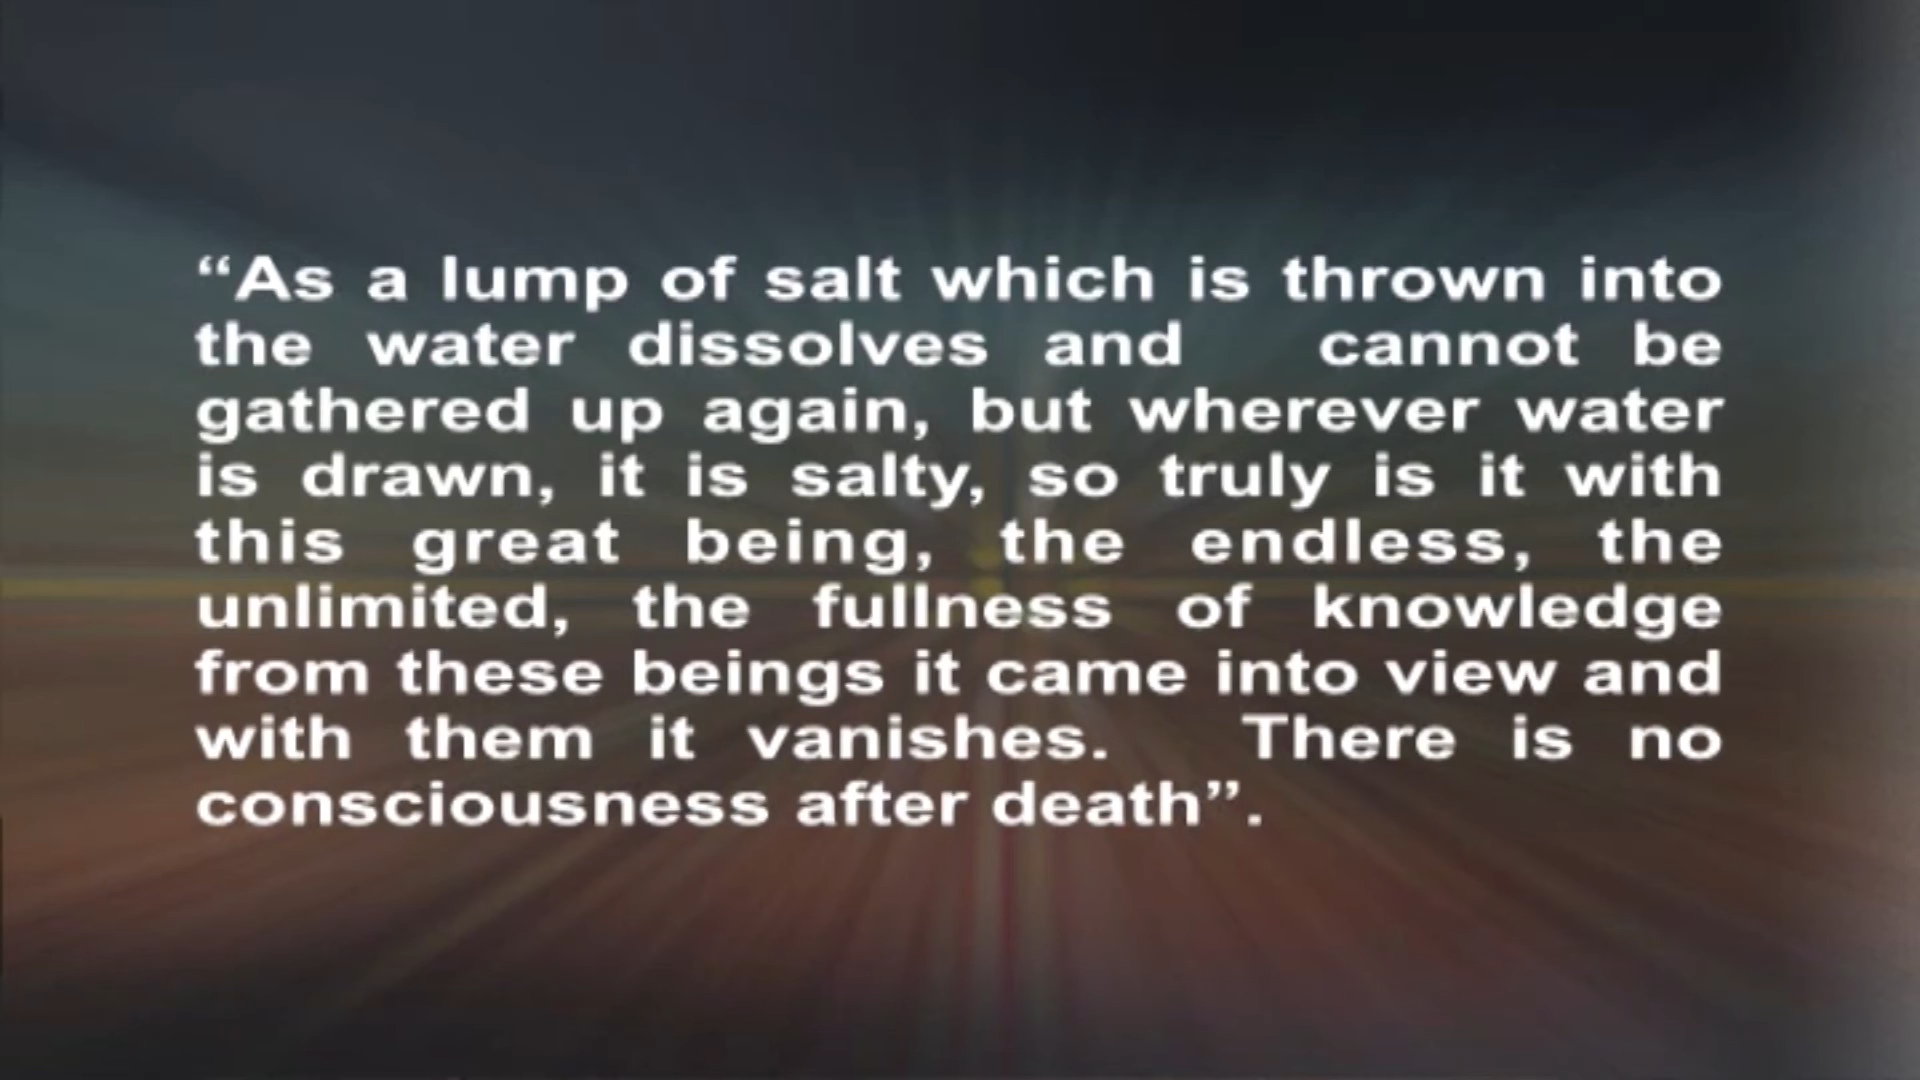 “As a lump of salt which is thrown into
the water dissolves and cannot be
gathered up again, but wherever water
is drawn, it is salty, so truly is it with
this great being, the endless, the
unlimited, the fullness of knowledge
from these beings it came into view and
with them it vanishes. There is no
consciousness after death”.